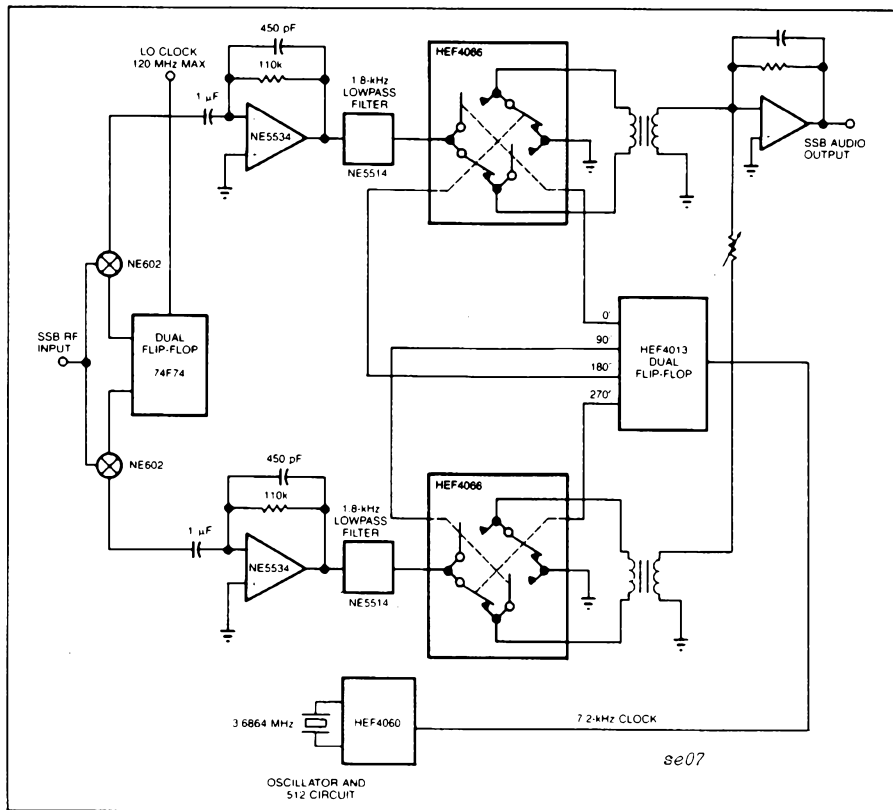 450 pF
LO CLOCK
120 MHz MAX
110k
1 µF
NE5534
1.8-kHz
LOWPASS
FILTER
NE5514
HEF4066
SSB AUDIO
OUTPUT
NE602
SSB RF
INPUT
DUAL
FLIP-FLOP
74F74
NE602
0°
90°
180°
270°
HEF4013
DUAL
FLIP-FLOP
450 pF
110k
1 µF
NE5534
1.8-kHz
LOWPASS
FILTER
NE5514
HEF4066
3.6864 MHz
HEF4060
7.2-kHz CLOCK
OSCILLATOR AND
512 CIRCUIT
se07